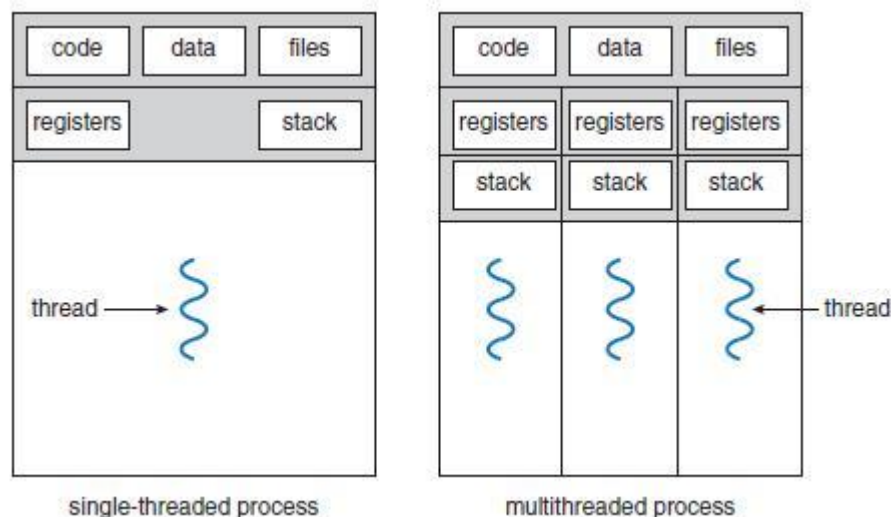 code data files
registers stack
thread
single-threaded process
code data files
registers registers registers
stack stack stack
thread
multithreaded process